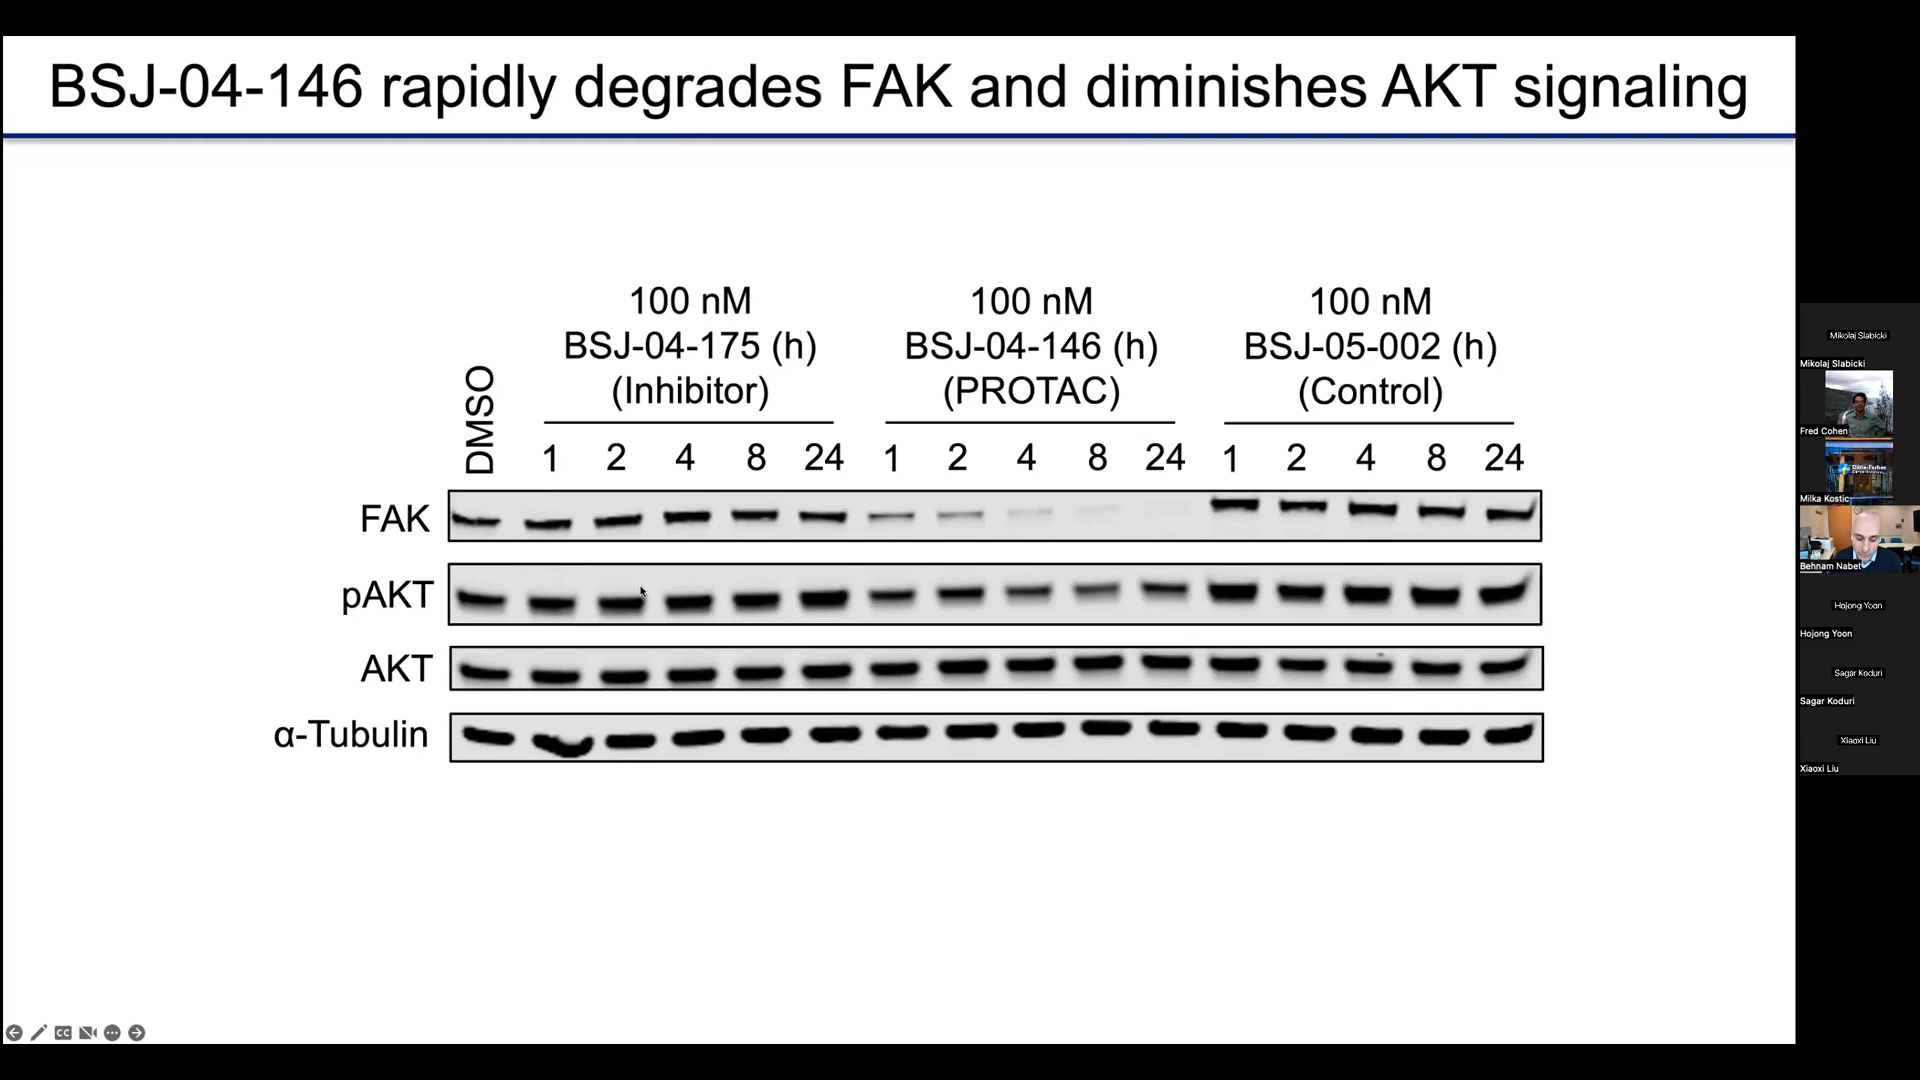 BSJ-04-146 rapidly degrades FAK and diminishes AKT signaling
100 nM
BSJ-04-175 (h)
(Inhibitor)
100 nM
BSJ-04-146 (h)
(PROTAC)
100 nM
BSJ-05-002 (h)
(Control)
DMSO
1 2 4 8 24 1 2 4 8 24 1 2 4 8 24
FAK
pAKT
AKT
α-Tubulin
CC
Mikolaj Slabicki
Mikolaj Slabicki
Fred Cohen
Dana-Farber
Milka Kostic
Behnam Nabet
Hojong Yoon
Hojong Yoon
Sagar Koduri
Sagar Koduri
Xiaoxi Liu
Xiaoxi Liu